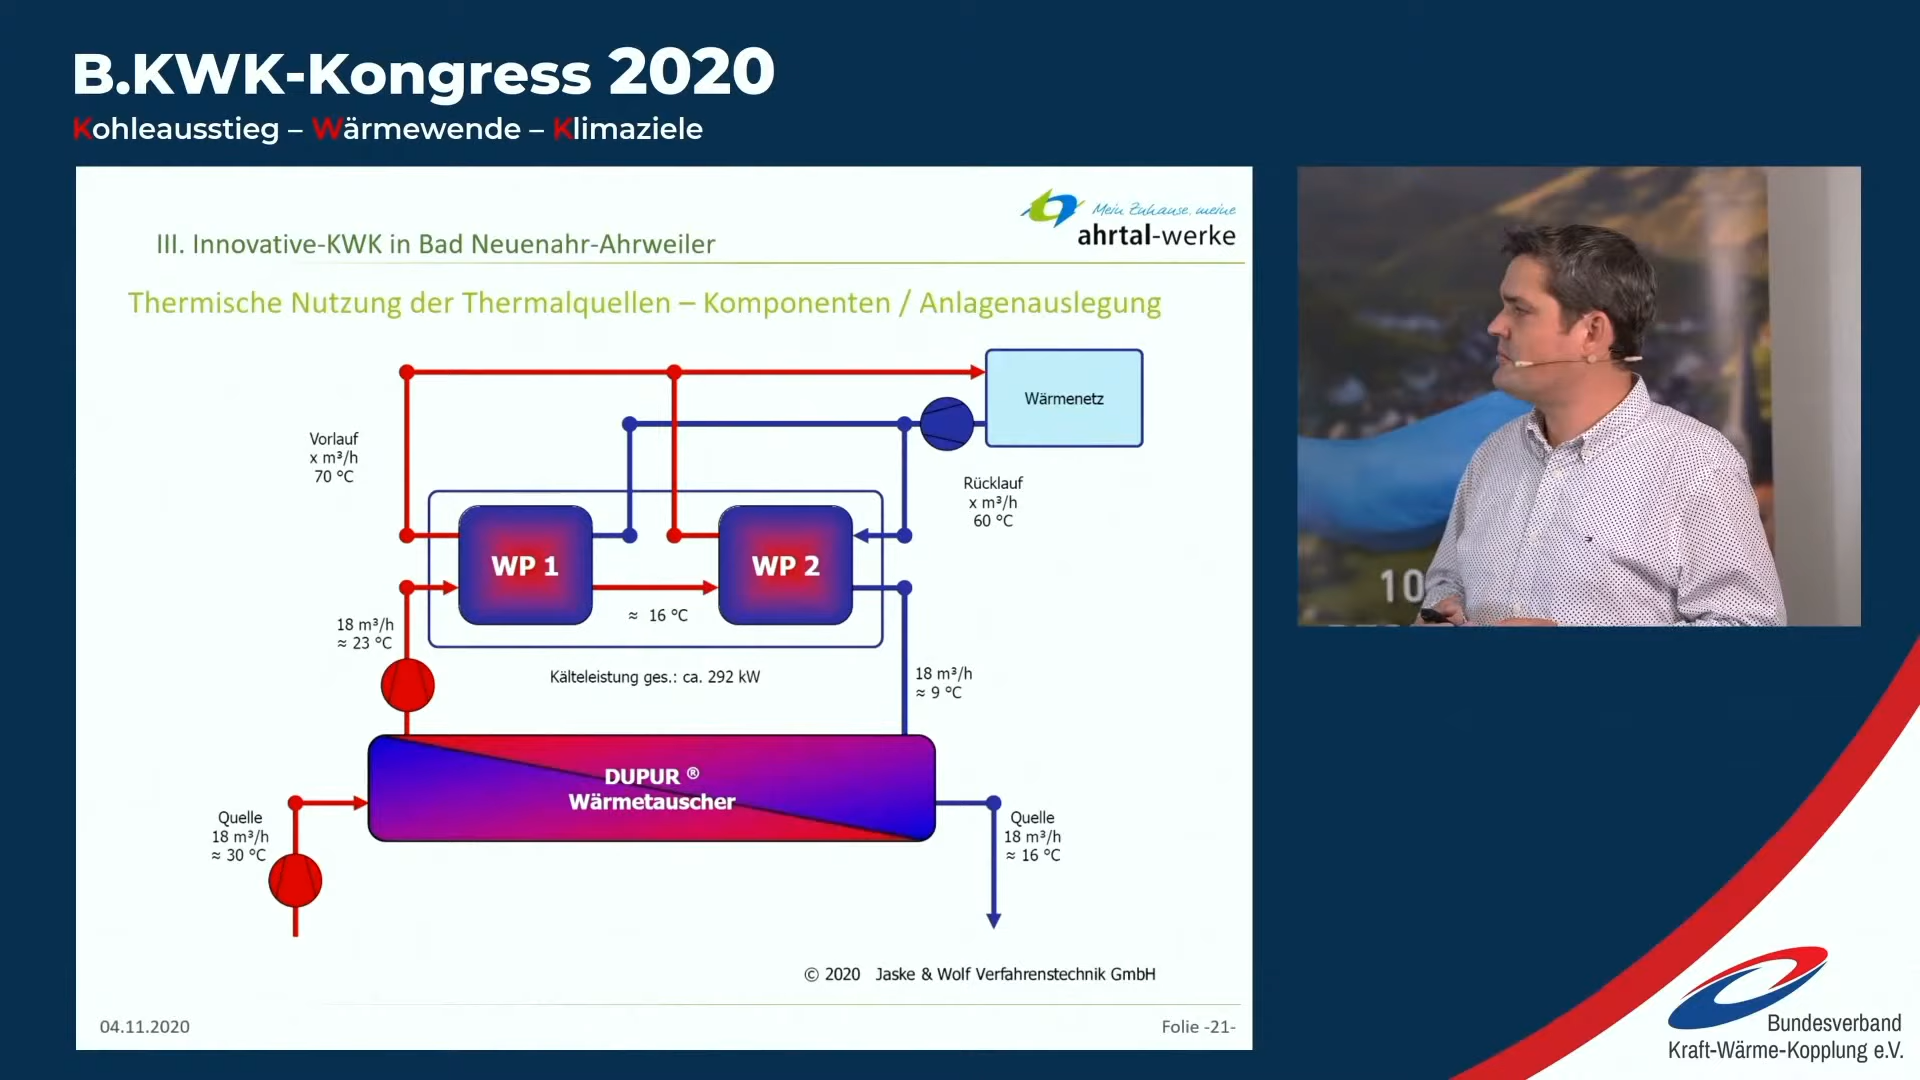 B.KWK-Kongress 2020
Kohleausstieg – Wärmewende – Klimaziele
Mein Zuhause, meine
ahrtal-werke
III. Innovative-KWK in Bad Neuenahr-Ahrweiler
Thermische Nutzung der Thermalquellen – Komponenten / Anlagenauslegung
Wärmenetz
Vorlauf
x m³/h
70 °C
Rücklauf
x m³/h
60 °C
WP 1
WP 2
≈ 16 °C
18 m³/h
≈ 23 °C
Kälteleistung ges.: ca. 292 kW
18 m³/h
≈ 9 °C
DUPUR ®
Wärmetauscher
Quelle
18 m³/h
≈ 30 °C
Quelle
18 m³/h
≈ 16 °C
© 2020 Jaske & Wolf Verfahrenstechnik GmbH
04.11.2020
Folie -21-
10
Bundesverband
Kraft-Wärme-Kopplung e.V.